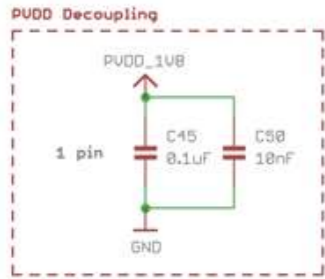 PVDD Decoupling
PVDD_1V8
1 pin
C45
0.1uF
C50
10nF
GND